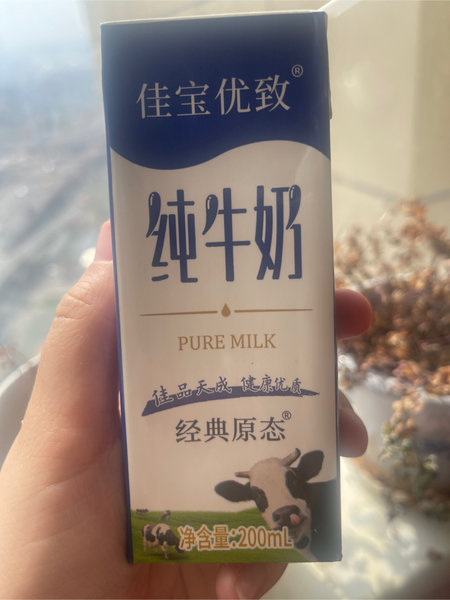 佳宝优致®
纯牛奶
PURE MILK
佳品天成 健康优质
经典原态®
净含量:200mL